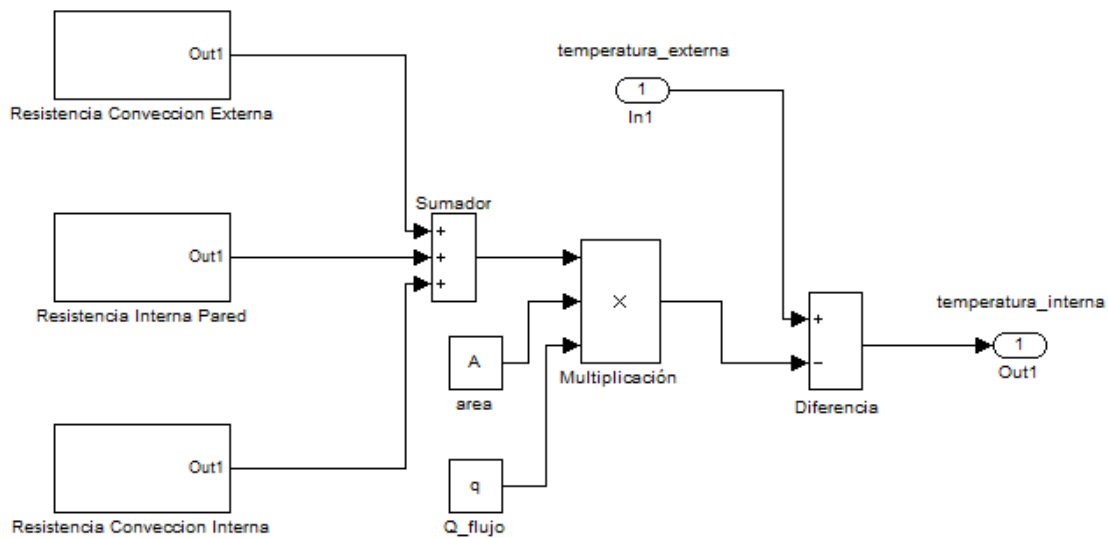 Out1
Resistencia Conveccion Externa
temperatura_externa
1
In1
Sumador
+
+
+
Out1
Resistencia Interna Pared
×
Multiplicación
A
area
+
−
Diferencia
temperatura_interna
1
Out1
Out1
Resistencia Conveccion Interna
q
Q_flujo